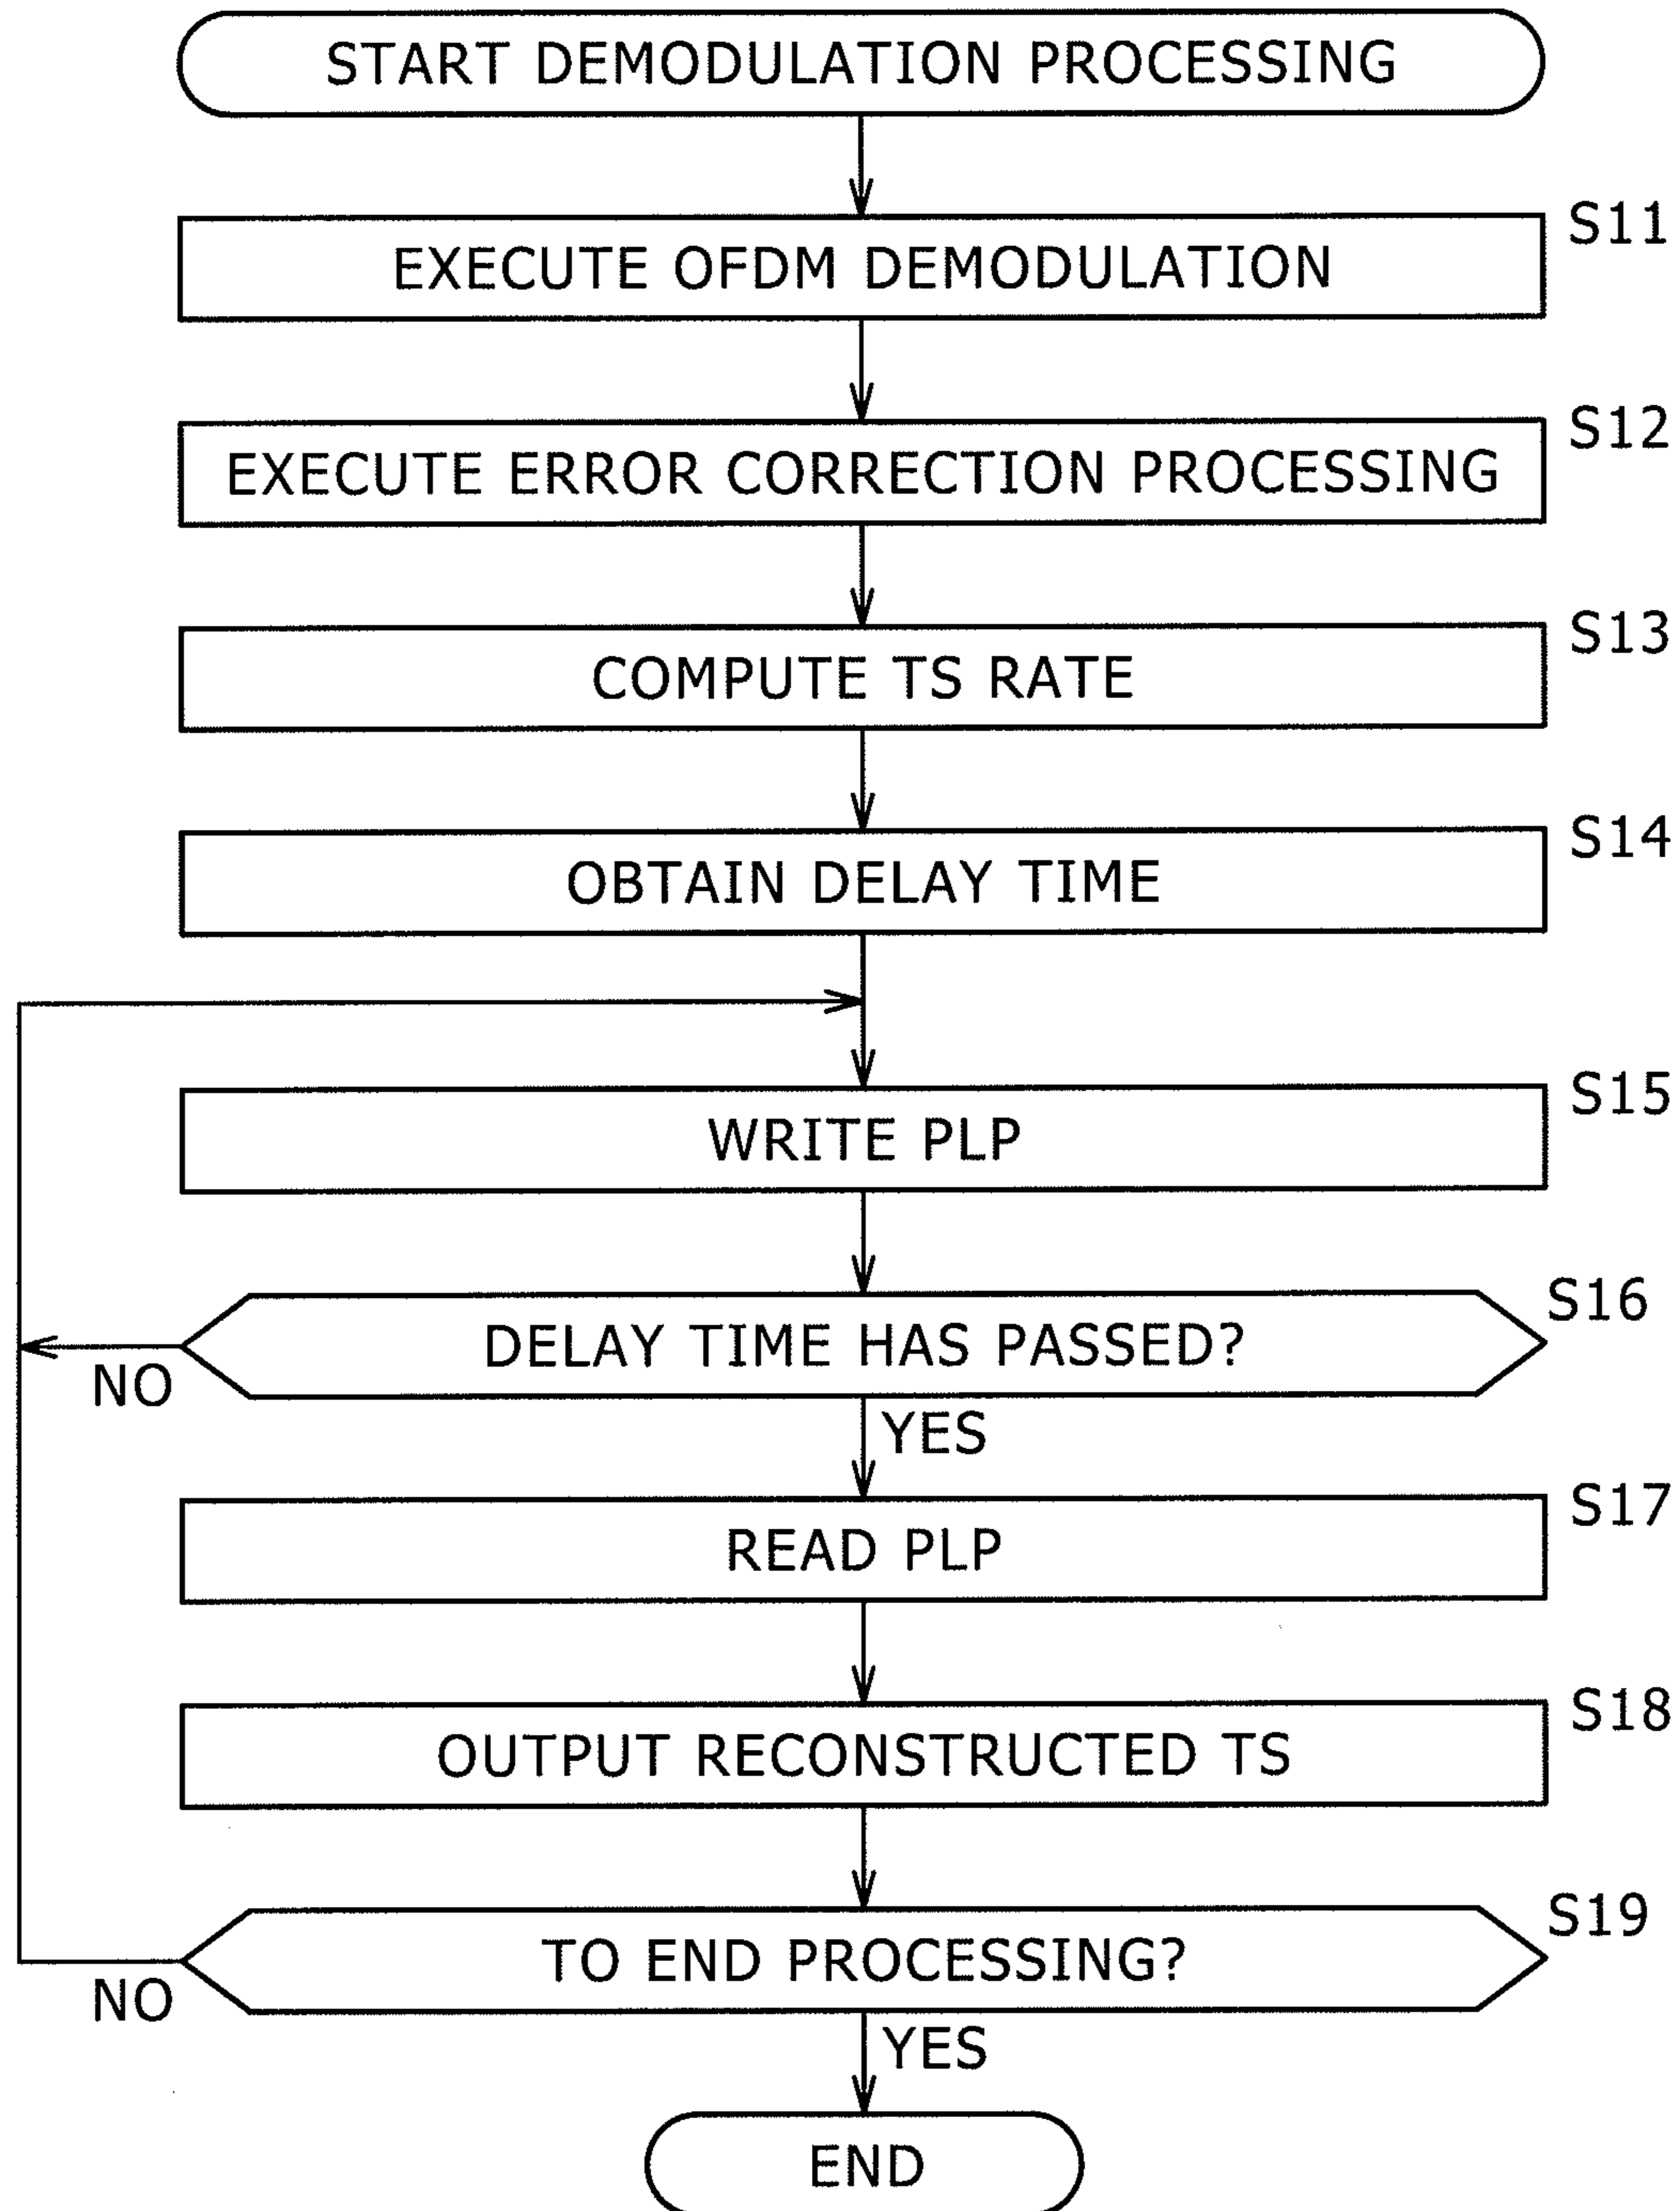 START DEMODULATION PROCESSING
S11
EXECUTE OFDM DEMODULATION
S12
EXECUTE ERROR CORRECTION PROCESSING
S13
COMPUTE TS RATE
S14
OBTAIN DELAY TIME
S15
WRITE PLP
S16
DELAY TIME HAS PASSED?
NO
YES
S17
READ PLP
S18
OUTPUT RECONSTRUCTED TS
S19
TO END PROCESSING?
NO
YES
END